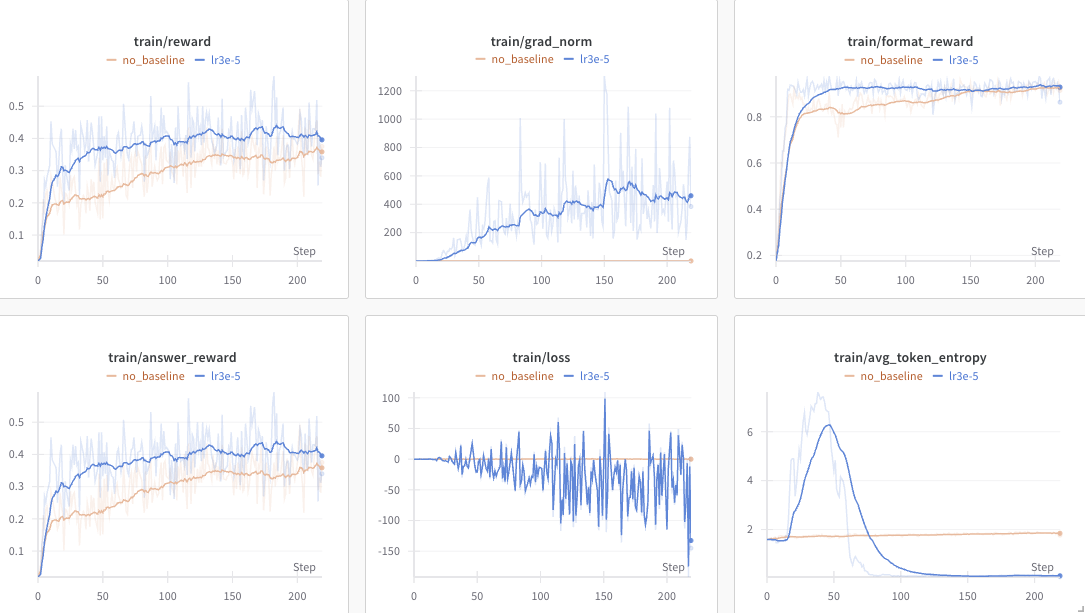 train/reward
no_baseline lr3e-5
0.5
0.4
0.3
0.2
0.1
Step
0 50 100 150 200
train/grad_norm
no_baseline lr3e-5
1200
1000
800
600
400
200
Step
0 50 100 150 200
train/format_reward
no_baseline lr3e-5
0.8
0.6
0.4
0.2
Step
0 50 100 150 200
train/answer_reward
no_baseline lr3e-5
0.5
0.4
0.3
0.2
0.1
Step
0 50 100 150 200
train/loss
no_baseline lr3e-5
100
50
0
-50
-100
-150
Step
0 50 100 150 200
train/avg_token_entropy
no_baseline lr3e-5
6
4
2
Step
0 50 100 150 200